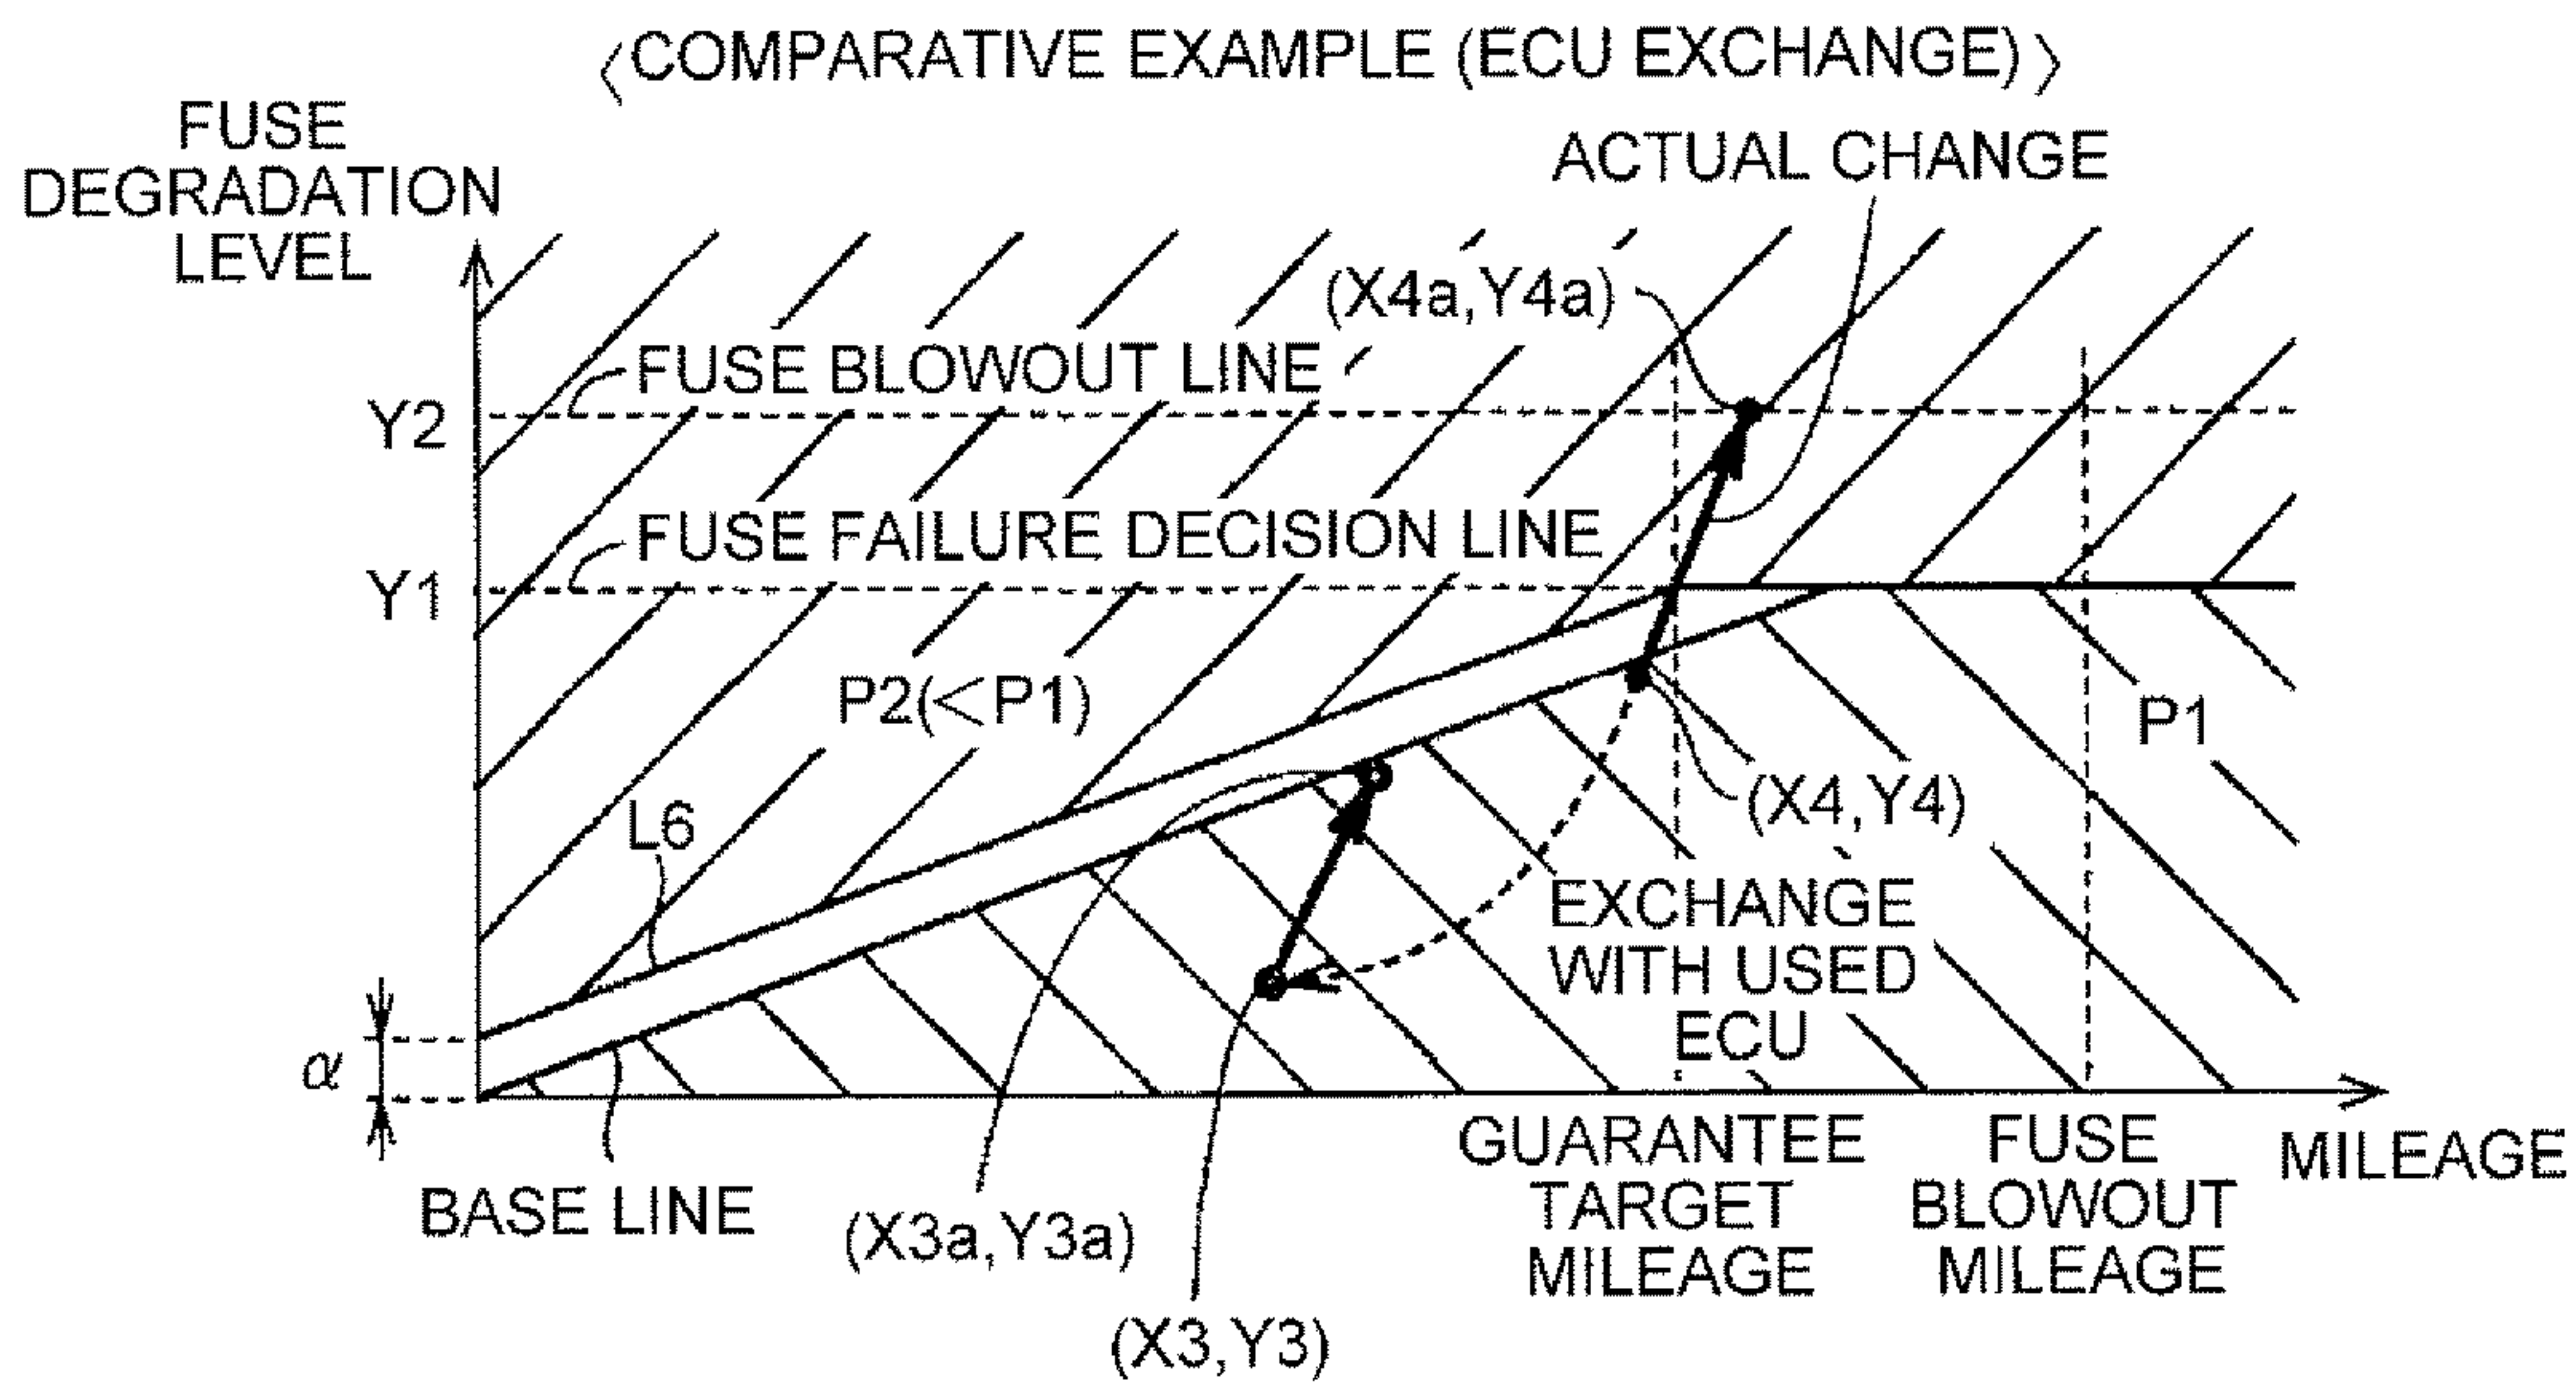 〈COMPARATIVE EXAMPLE (ECU EXCHANGE)〉
FUSE
DEGRADATION
LEVEL
ACTUAL CHANGE
(X4a,Y4a)
FUSE BLOWOUT LINE
Y2
FUSE FAILURE DECISION LINE
Y1
P2(<P1)
P1
L6
(X4,Y4)
EXCHANGE
WITH USED
ECU
α
BASE LINE
(X3a,Y3a)
(X3,Y3)
GUARANTEE
TARGET
MILEAGE
FUSE
BLOWOUT
MILEAGE
MILEAGE